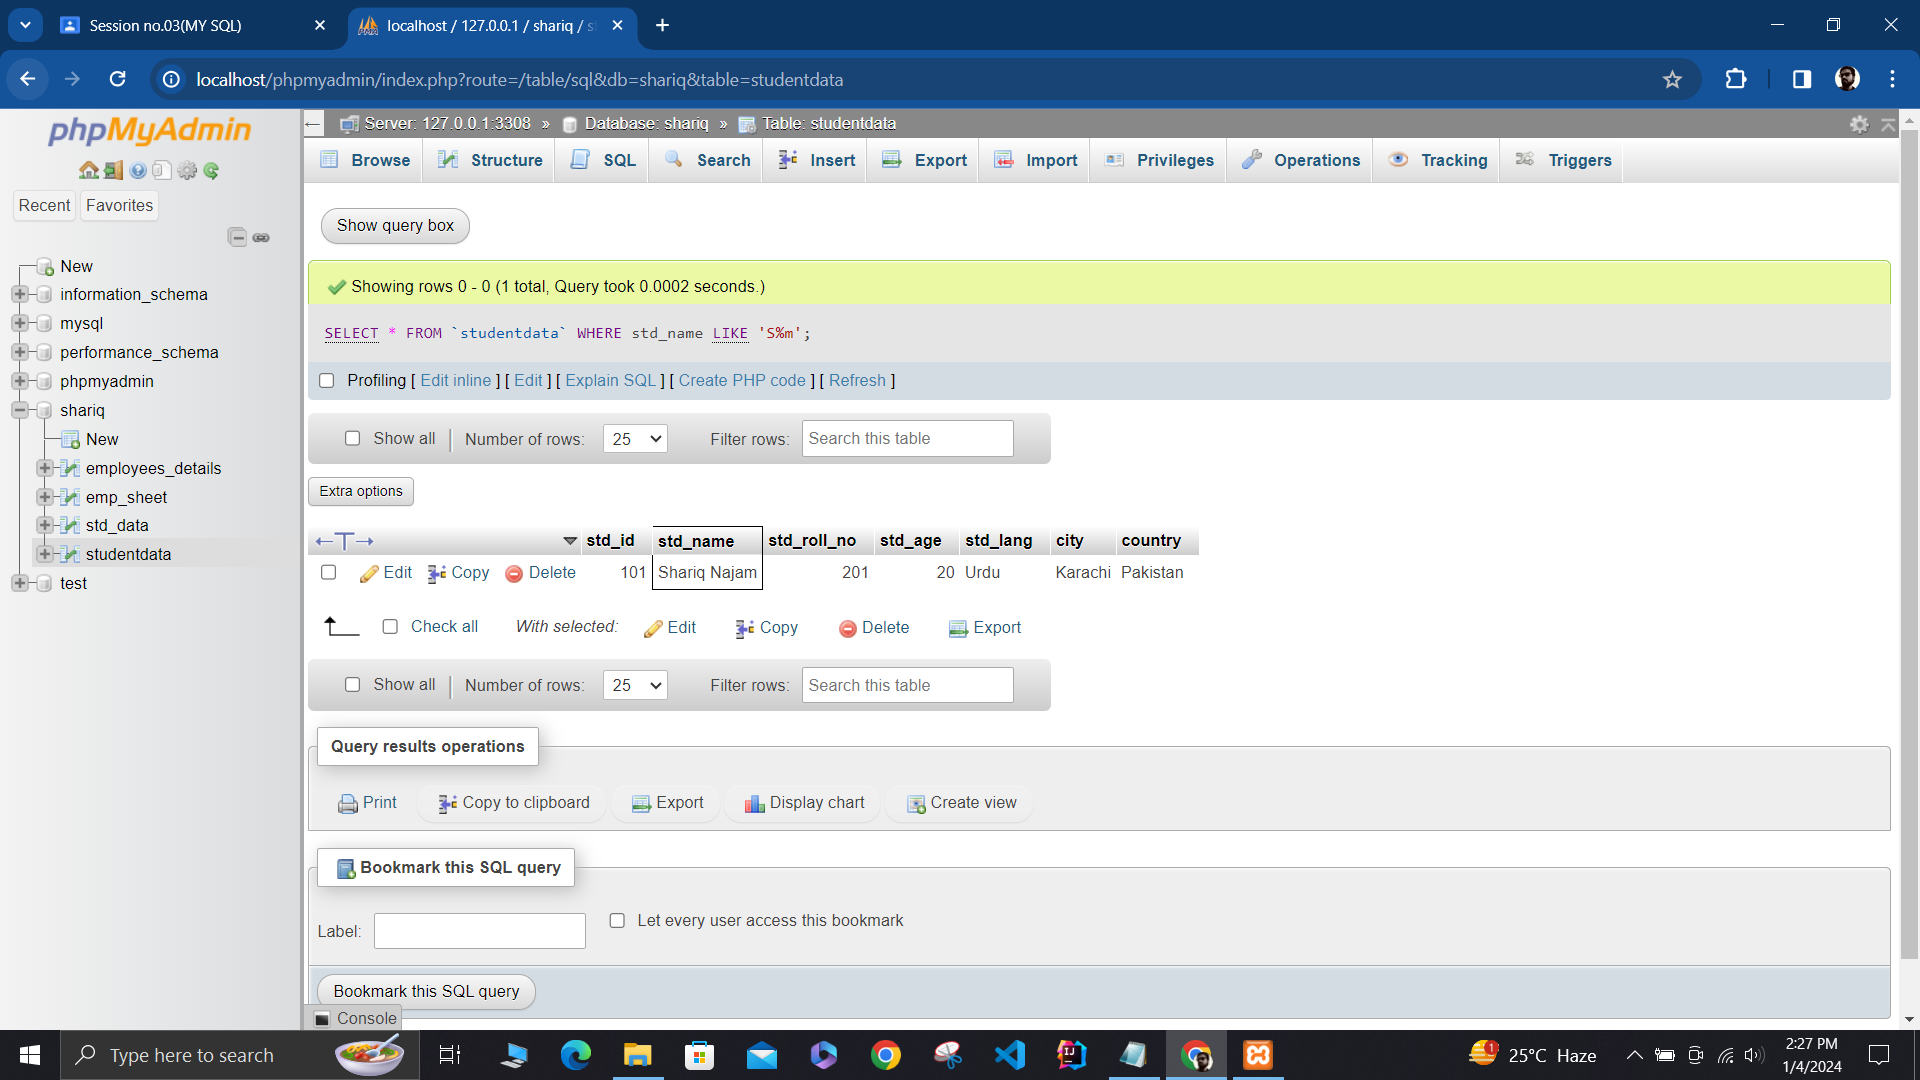 Session no.03(MY SQL)
localhost / 127.0.0.1 / shariq / s
localhost/phpmyadmin/index.php?route=/table/sql&db=shariq&table=studentdata
phpMyAdmin
Server: 127.0.0.1:3308 » Database: shariq » Table: studentdata
Browse Structure SQL Search Insert Export Import Privileges Operations Tracking Triggers
Recent Favorites
New
information_schema
mysql
performance_schema
phpmyadmin
shariq
New
employees_details
emp_sheet
std_data
studentdata
test
Show query box
Showing rows 0 - 0 (1 total, Query took 0.0002 seconds.)
SELECT * FROM `studentdata` WHERE std_name LIKE 'S%m';
Profiling [ Edit inline ] [ Edit ] [ Explain SQL ] [ Create PHP code ] [ Refresh ]
Show all Number of rows: 25 Filter rows: Search this table
Extra options
←T→ std_id std_name std_roll_no std_age std_lang city country
Edit Copy Delete 101 Shariq Najam 201 20 Urdu Karachi Pakistan
Check all With selected: Edit Copy Delete Export
Show all Number of rows: 25 Filter rows: Search this table
Query results operations
Print Copy to clipboard Export Display chart Create view
Bookmark this SQL query
Label: Let every user access this bookmark
Bookmark this SQL query
Console
Type here to search
1 25°C Haze
2:27 PM
1/4/2024